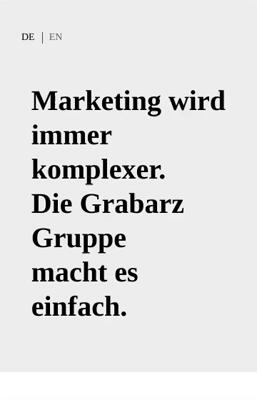 DE | EN
Marketing wird
immer
komplexer.
Die Grabarz
Gruppe
macht es
einfach.